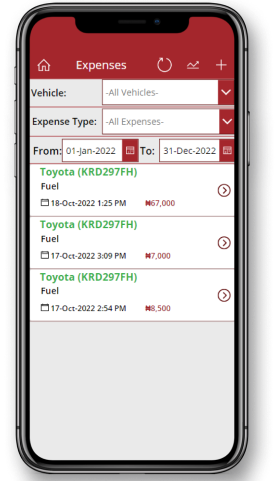 Expenses
Vehicle: -All Vehicles-
Expense Type: -All Expenses-
From: 01-Jan-2022 To: 31-Dec-2022
Toyota (KRD297FH)
Fuel
18-Oct-2022 1:25 PM ₦67,000
Toyota (KRD297FH)
Fuel
17-Oct-2022 3:09 PM ₦7,000
Toyota (KRD297FH)
Fuel
17-Oct-2022 2:54 PM ₦8,500